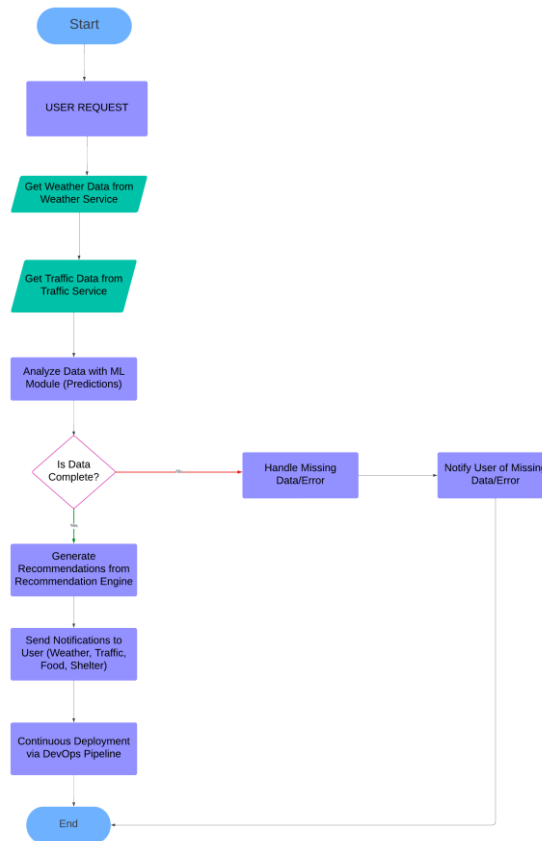 Start
USER REQUEST
Get Weather Data from
Weather Service
Get Traffic Data from
Traffic Service
Analyze Data with ML
Module (Predictions)
Is Data
Complete?
Handle Missing
Data/Error
Notify User of Missing
Data/Error
Yes
Generate
Recommendations from
Recommendation Engine
Send Notifications to
User (Weather, Traffic,
Food, Shelter)
Continuous Deployment
via DevOps Pipeline
End